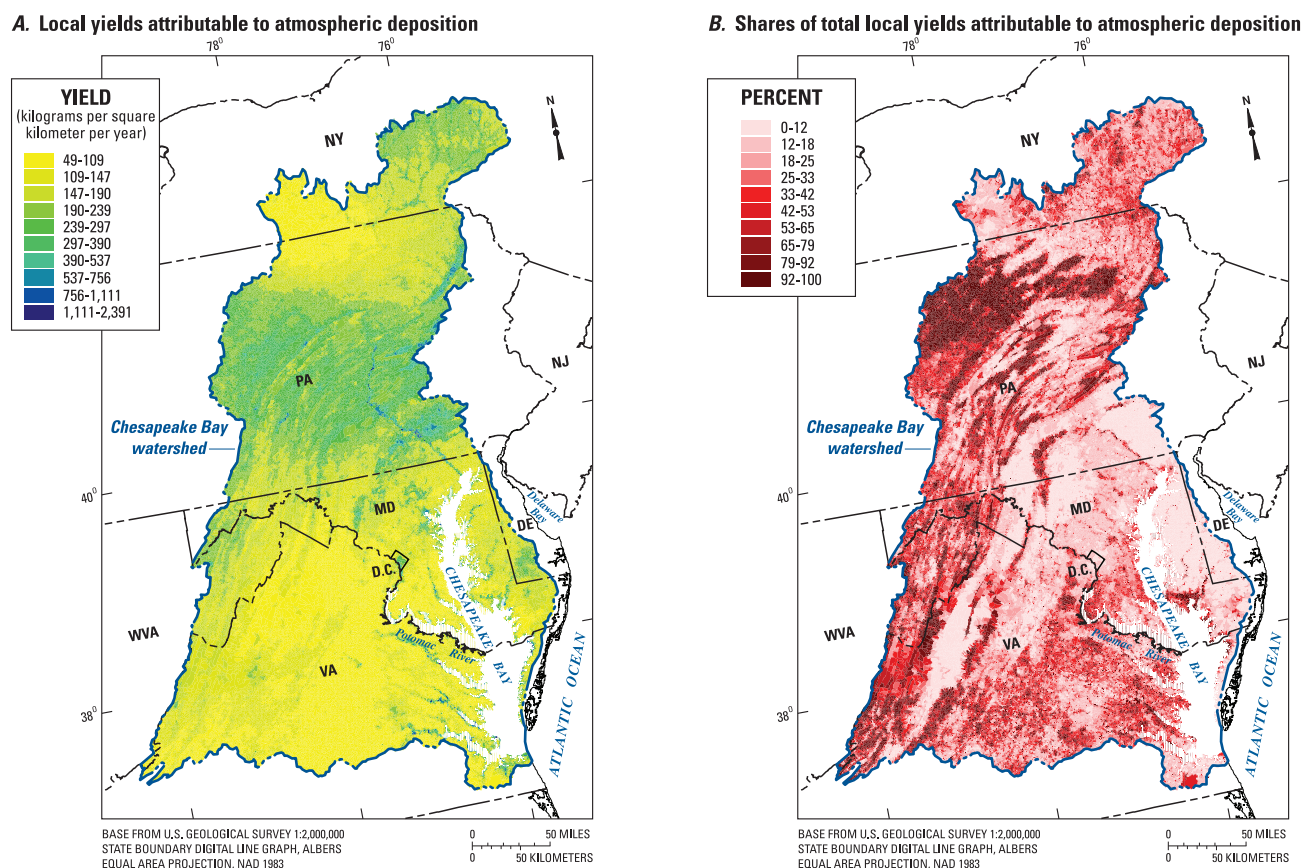 A. Local yields attributable to atmospheric deposition
78⁰
76⁰
YIELD
(kilograms per square
kilometer per year)
49-109
109-147
147-190
190-239
239-297
297-390
390-537
537-756
756-1,111
1,111-2,391
N
NY
PA
NJ
Chesapeake Bay
watershed
40⁰
MD
DE
Delaware
Bay
D.C.
CHESAPEAKE BAY
WVA
VA
Potomac River
38⁰
ATLANTIC OCEAN
BASE FROM U.S. GEOLOGICAL SURVEY 1:2,000,000
STATE BOUNDARY DIGITAL LINE GRAPH, ALBERS
EQUAL AREA PROJECTION, NAD 1983
0 50 MILES
0 50 KILOMETERS
B. Shares of total local yields attributable to atmospheric deposition
78⁰
76⁰
PERCENT
0-12
12-18
18-25
25-33
33-42
42-53
53-65
65-79
79-92
92-100
N
NY
PA
NJ
Chesapeake Bay
watershed
40⁰
MD
DE
Delaware
Bay
D.C.
CHESAPEAKE BAY
WVA
VA
Potomac River
38⁰
ATLANTIC OCEAN
BASE FROM U.S. GEOLOGICAL SURVEY 1:2,000,000
STATE BOUNDARY DIGITAL LINE GRAPH, ALBERS
EQUAL AREA PROJECTION, NAD 1983
0 50 MILES
0 50 KILOMETERS